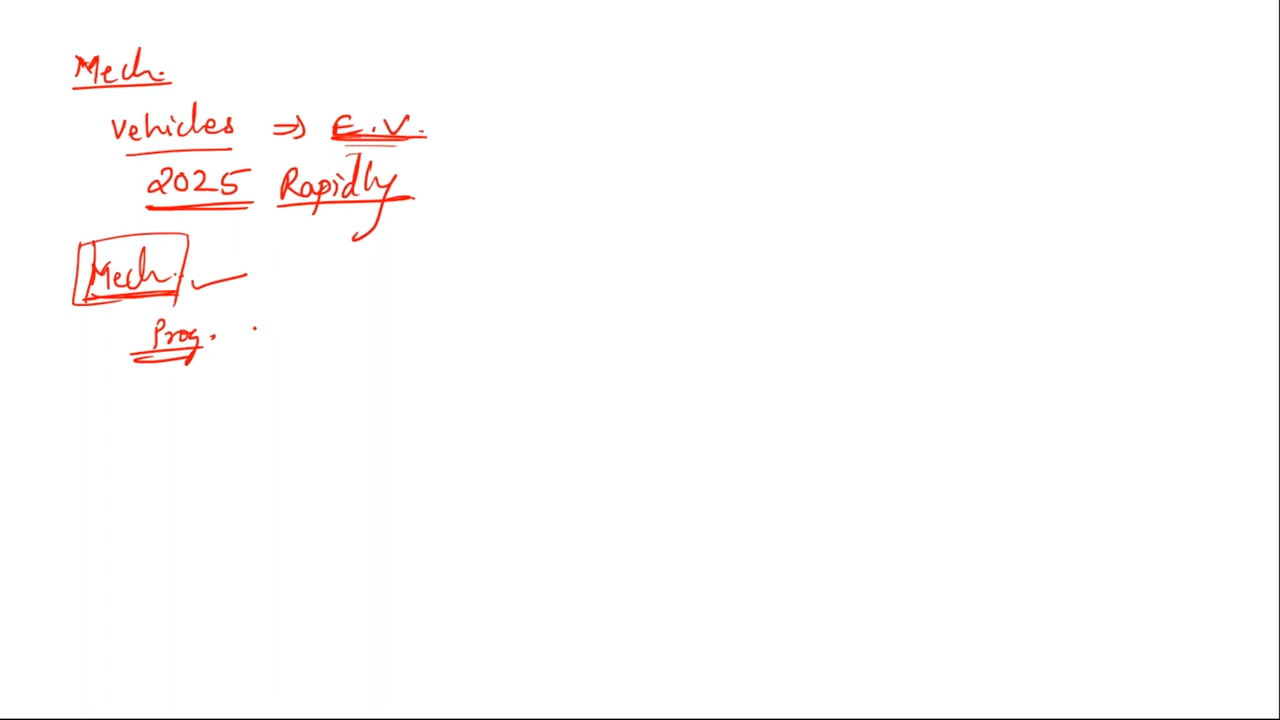 Mech.
Vehicles ⇒ E.V.
2025 Rapidly
Mech.
Prog.